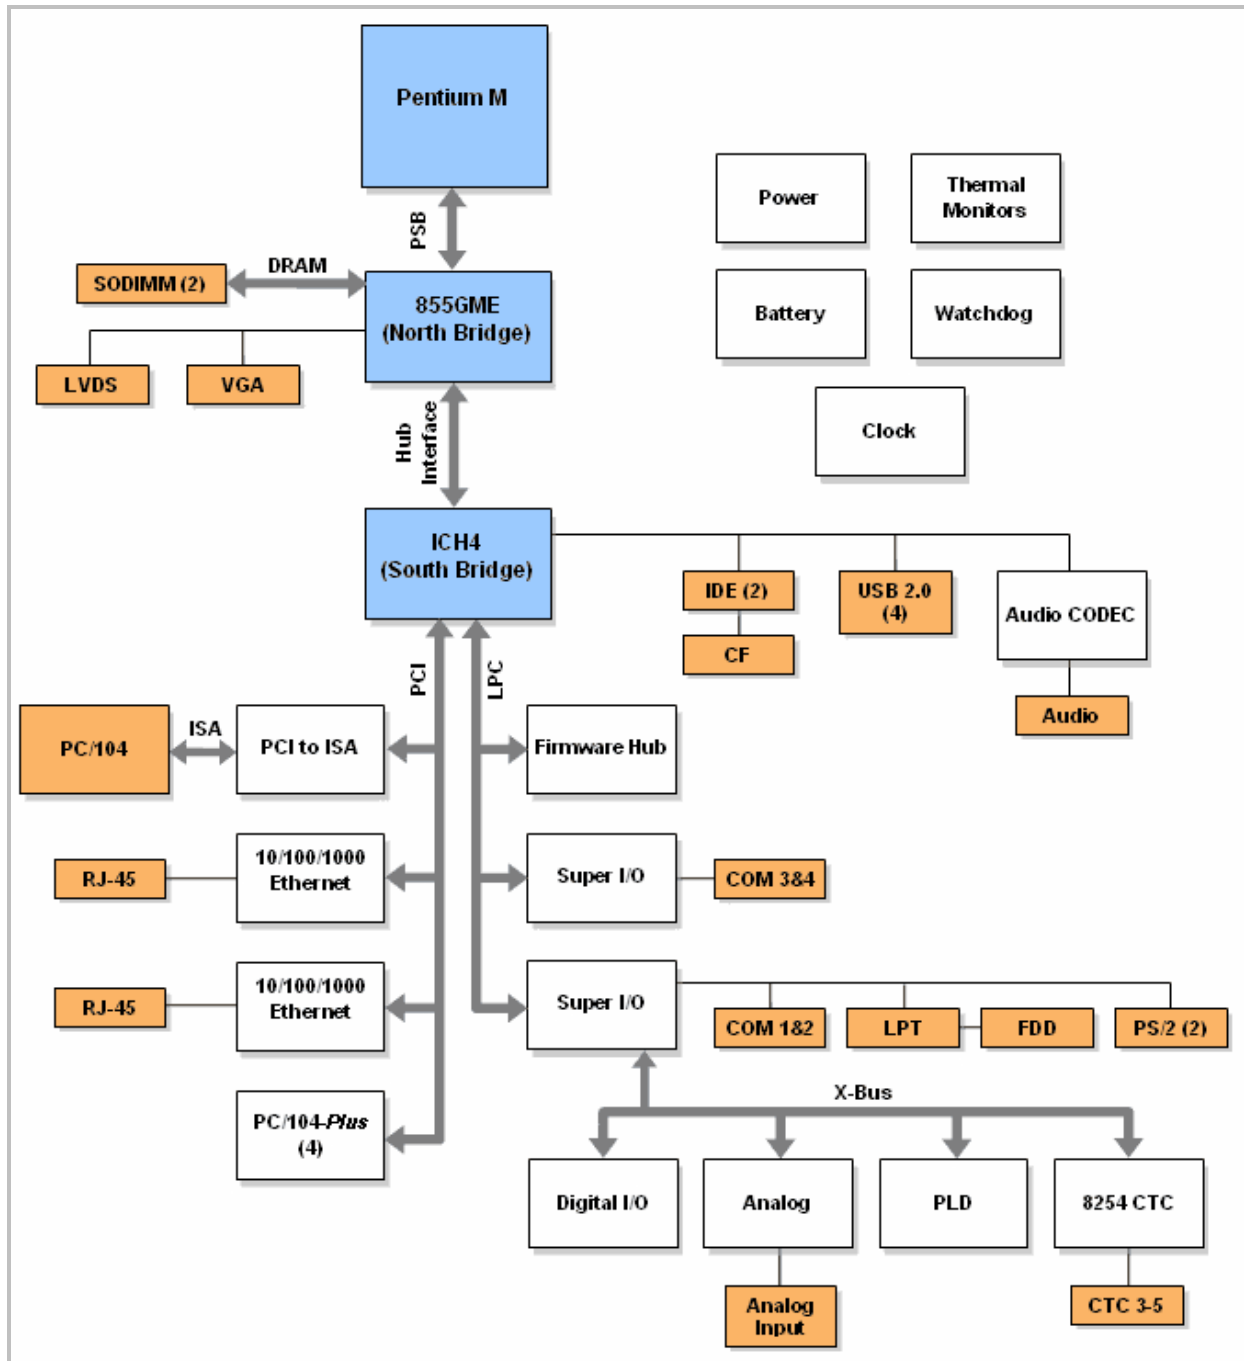 Pentium M
PSB
Power
Thermal
Monitors
DRAM
SODIMM (2)
855GME
(North Bridge)
Battery
Watchdog
LVDS
VGA
Clock
Hub
Interface
ICH4
(South Bridge)
IDE (2)
USB 2.0
(4)
Audio CODEC
CF
PCI
LPC
Audio
PC/104
ISA
PCI to ISA
Firmware Hub
RJ-45
10/100/1000
Ethernet
Super I/O
COM 3&4
RJ-45
10/100/1000
Ethernet
Super I/O
COM 1&2
LPT
FDD
PS/2 (2)
X-Bus
PC/104-Plus
(4)
Digital I/O
Analog
PLD
8254 CTC
Analog
Input
CTC 3-5